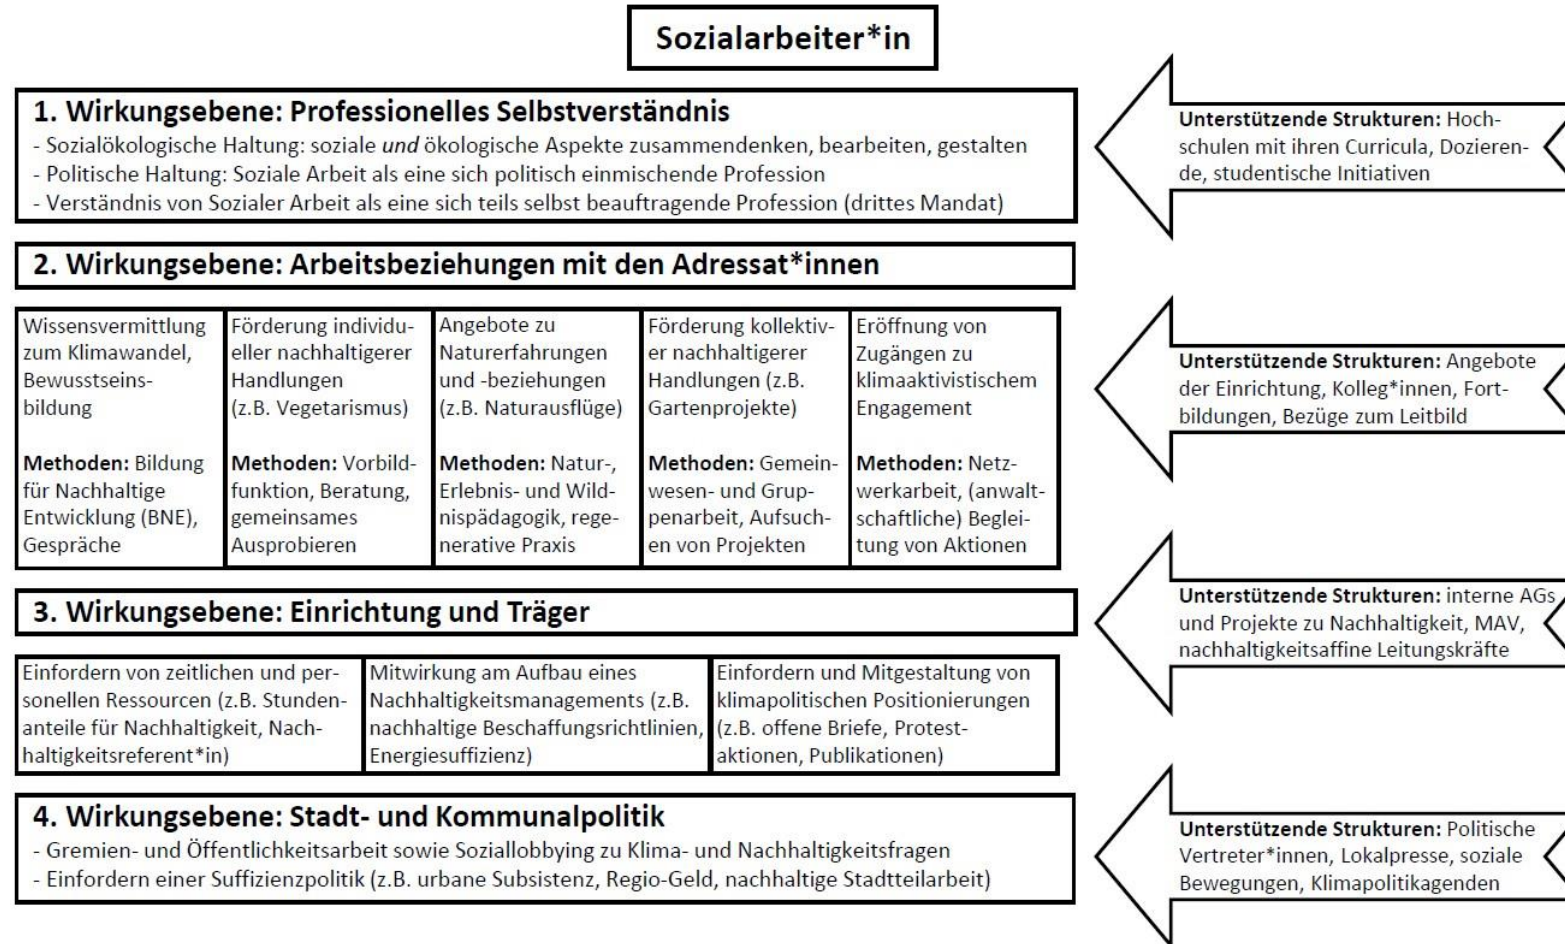 Sozialarbeiter*in
1. Wirkungsebene: Professionelles Selbstverständnis
- Sozialökologische Haltung: soziale und ökologische Aspekte zusammendenken, bearbeiten, gestalten
- Politische Haltung: Soziale Arbeit als eine sich politisch einmischende Profession
- Verständnis von Sozialer Arbeit als eine sich teils selbst beauftragende Profession (drittes Mandat)
Unterstützende Strukturen: Hoch-
schulen mit ihren Curricula, Dozieren-
de, studentische Initiativen
2. Wirkungsebene: Arbeitsbeziehungen mit den Adressat*innen
Wissensvermittlung
zum Klimawandel,
Bewusstseins-
bildung
Methoden: Bildung
für Nachhaltige
Entwicklung (BNE),
Gespräche
Förderung individu-
eller nachhaltigerer
Handlungen
(z.B. Vegetarismus)
Methoden: Vorbild-
funktion, Beratung,
gemeinsames
Ausprobieren
Angebote zu
Naturerfahrungen
und -beziehungen
(z.B. Naturausflüge)
Methoden: Natur-,
Erlebnis- und Wild-
nispädagogik, rege-
nerative Praxis
Förderung kollektiv-
er nachhaltigerer
Handlungen (z.B.
Gartenprojekte)
Methoden: Gemein-
wesen- und Grup-
penarbeit, Aufsuch-
en von Projekten
Eröffnung von
Zugängen zu
klimaaktivistischem
Engagement
Methoden: Netz-
werkarbeit, (anwalt-
schaftliche) Beglei-
tung von Aktionen
Unterstützende Strukturen: Angebote
der Einrichtung, Kolleg*innen, Fort-
bildungen, Bezüge zum Leitbild
3. Wirkungsebene: Einrichtung und Träger
Einfordern von zeitlichen und per-
sonellen Ressourcen (z.B. Stunden-
anteile für Nachhaltigkeit, Nach-
haltigkeitsreferent*in)
Mitwirkung am Aufbau eines
Nachhaltigkeitsmanagements (z.B.
nachhaltige Beschaffungsrichtlinien,
Energiesuffizienz)
Einfordern und Mitgestaltung von
klimapolitischen Positionierungen
(z.B. offene Briefe, Protest-
aktionen, Publikationen)
Unterstützende Strukturen: interne AGs
und Projekte zu Nachhaltigkeit, MAV,
nachhaltigkeitsaffine Leitungskräfte
4. Wirkungsebene: Stadt- und Kommunalpolitik
- Gremien- und Öffentlichkeitsarbeit sowie Soziallobbying zu Klima- und Nachhaltigkeitsfragen
- Einfordern einer Suffizienzpolitik (z.B. urbane Subsistenz, Regio-Geld, nachhaltige Stadtteilarbeit)
Unterstützende Strukturen: Politische
Vertreter*innen, Lokalpresse, soziale
Bewegungen, Klimapolitikagenden